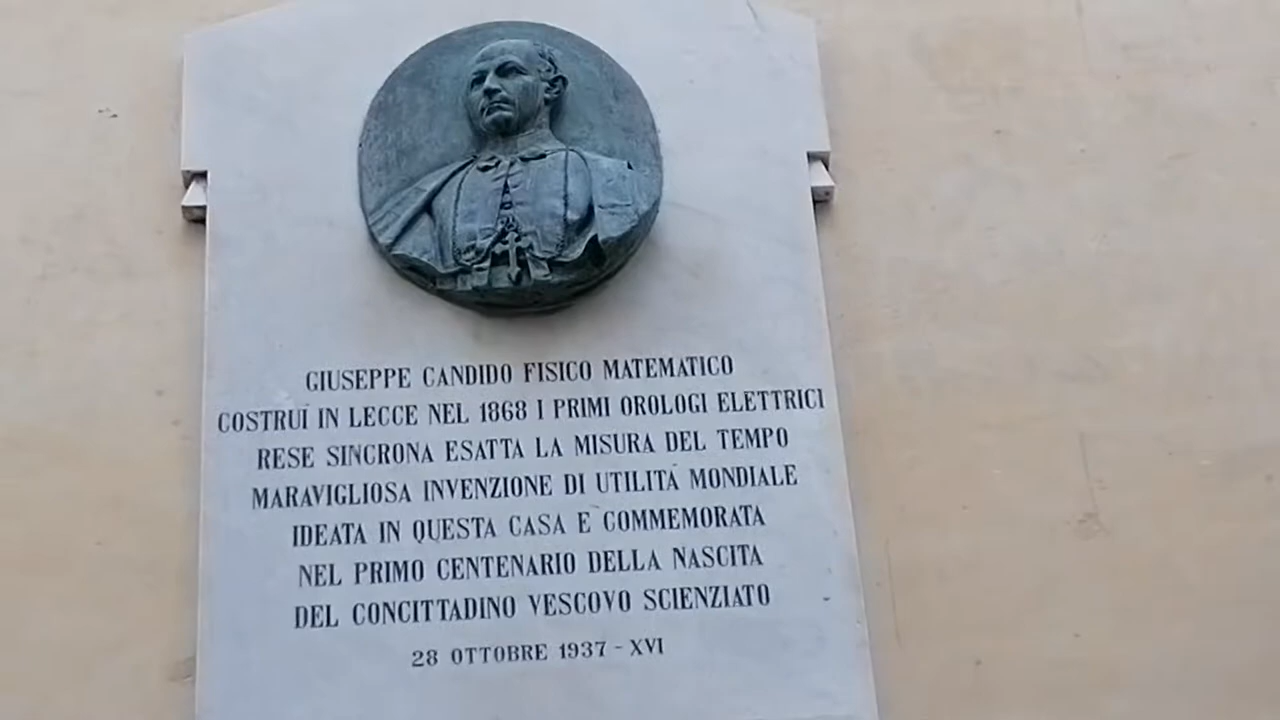 GIUSEPPE CANDIDO FISICO MATEMATICO
COSTRUÌ IN LECCE NEL 1868 I PRIMI OROLOGI ELETTRICI
RESE SINCRONA ESATTA LA MISURA DEL TEMPO
MARAVIGLIOSA INVENZIONE DI UTILITÀ MONDIALE
IDEATA IN QUESTA CASA È COMMEMORATA
NEL PRIMO CENTENARIO DELLA NASCITA
DEL CONCITTADINO VESCOVO SCIENZIATO
28 OTTOBRE 1937 - XVI